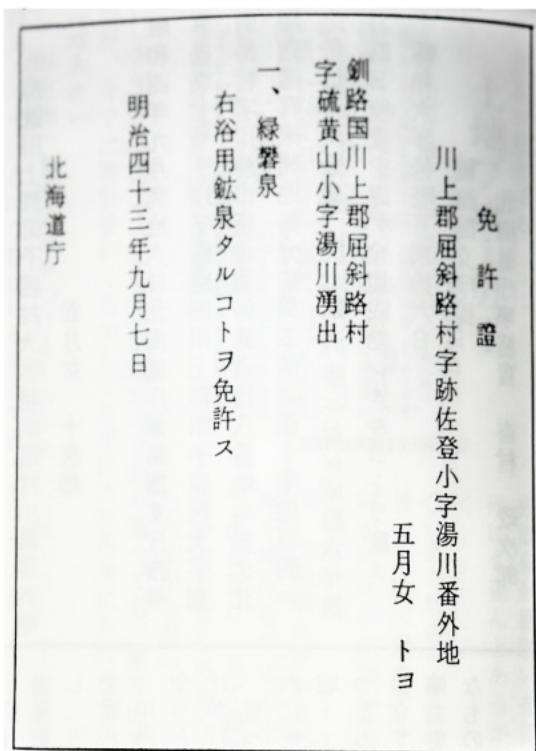 免許證
川上郡屈斜路村字跡佐登小字湯川番外地
五月女　トヨ
釧路国川上郡屈斜路村
字硫黄山小字湯川湧出
一、緑礬泉
右浴用鉱泉タルコトヲ免許ス
明治四十三年九月七日
北海道庁